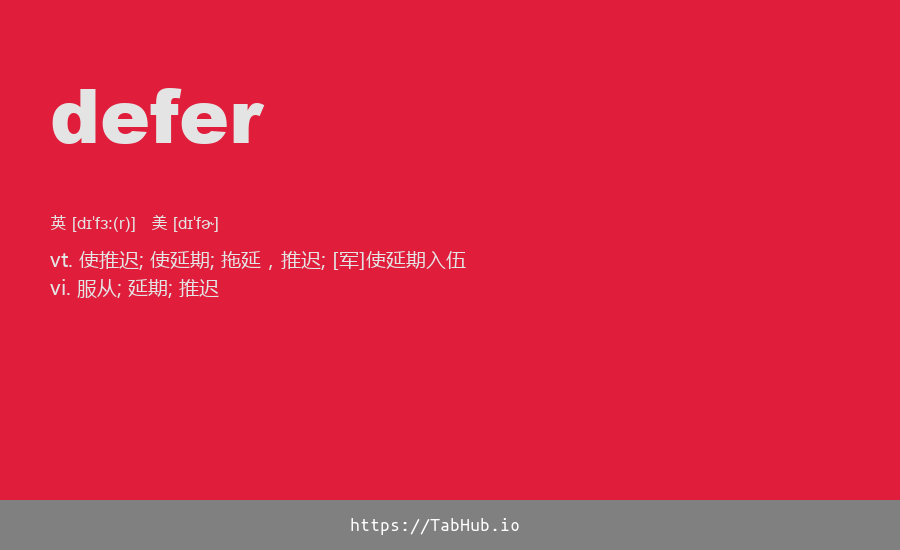 defer
英 [dɪˈfɜ:(r)]   美 [dɪˈfɚ]
vt. 使推迟; 使延期; 拖延，推迟; [军]使延期入伍
vi. 服从; 延期; 推迟
https://TabHub.io